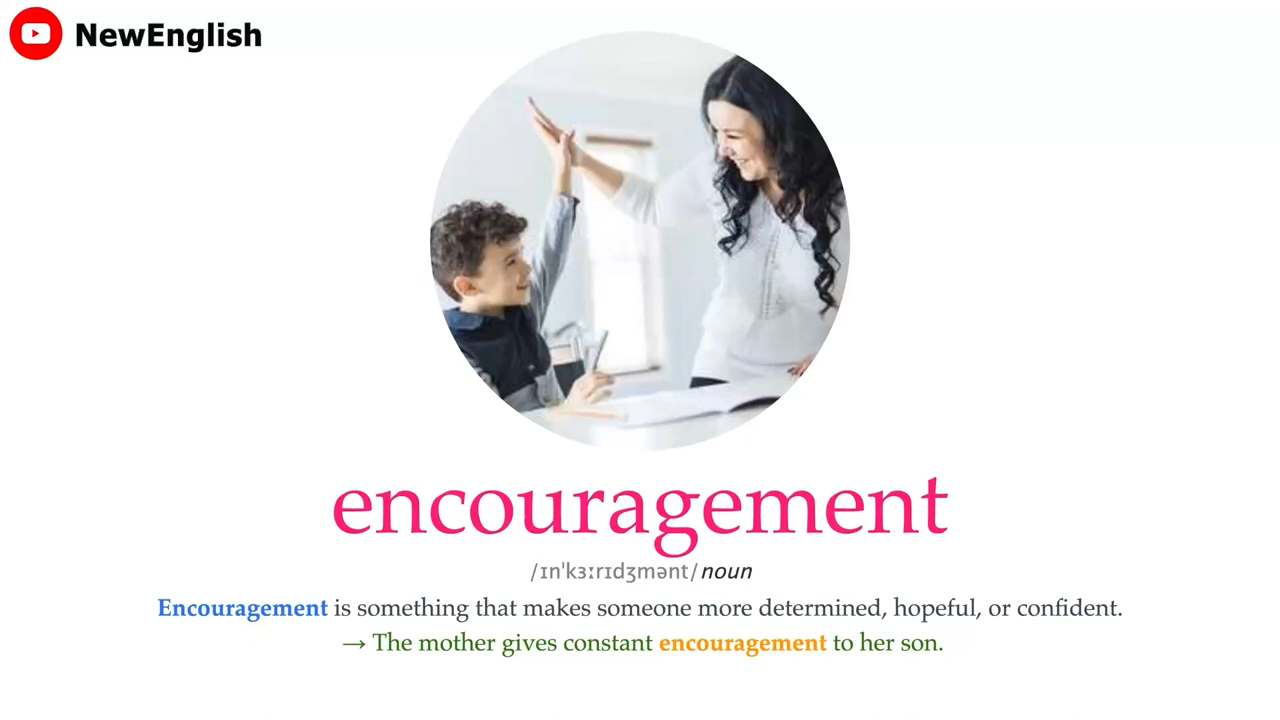 NewEnglish
encouragement
/ɪnˈkɜːrɪdʒmənt/noun
Encouragement is something that makes someone more determined, hopeful, or confident.
→ The mother gives constant encouragement to her son.